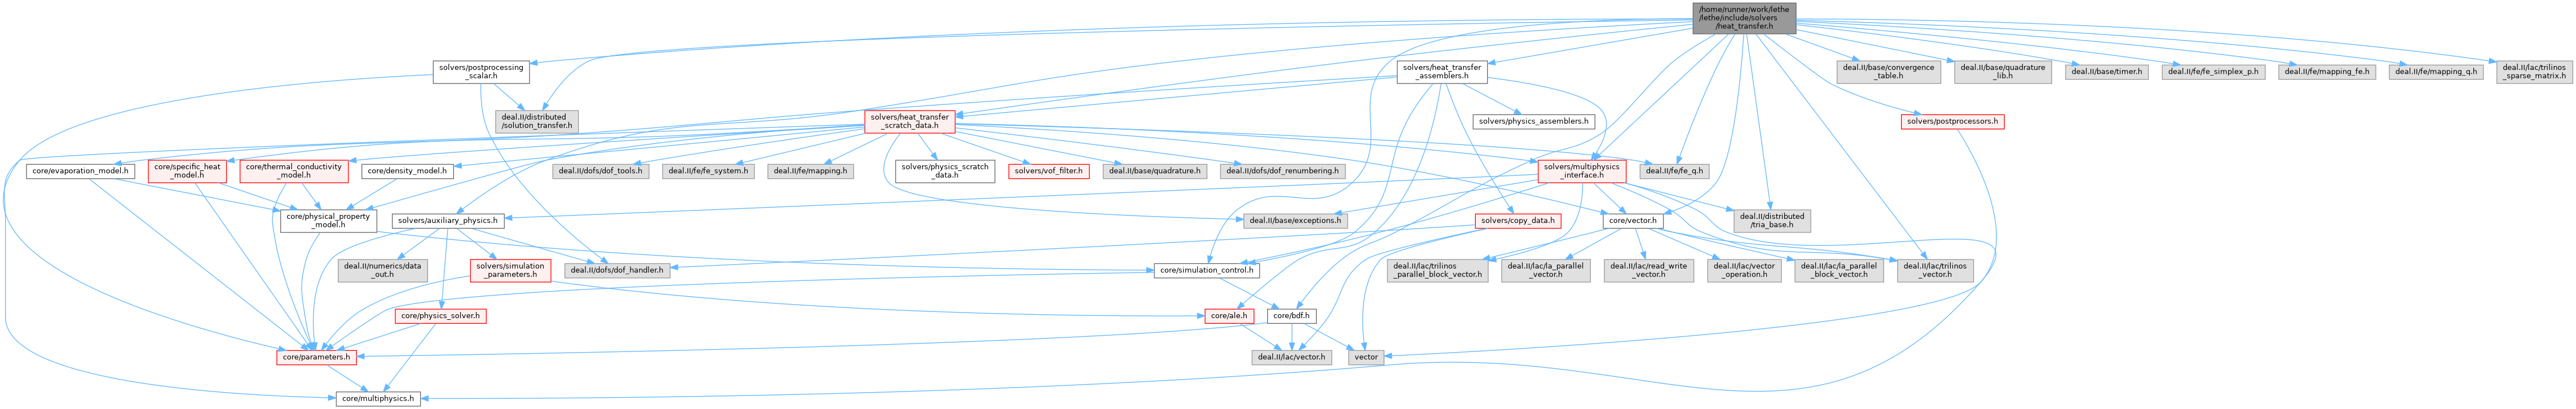 /home/runner/work/lethe
/lethe/include/solvers
/heat_transfer.h
solvers/postprocessing
_scalar.h
solvers/heat_transfer
_assemblers.h
deal.II/base/convergence
_table.h
deal.II/base/quadrature
_lib.h
deal.II/base/timer.h
deal.II/fe/fe_simplex_p.h
deal.II/fe/mapping_fe.h
deal.II/fe/mapping_q.h
deal.II/lac/trilinos
_sparse_matrix.h
deal.II/distributed
/solution_transfer.h
solvers/heat_transfer
_scratch_data.h
solvers/physics_assemblers.h
solvers/postprocessors.h
core/evaporation_model.h
core/specific_heat
_model.h
core/thermal_conductivity
_model.h
core/density_model.h
deal.II/dofs/dof_tools.h
deal.II/fe/fe_system.h
deal.II/fe/mapping.h
solvers/physics_scratch
_data.h
solvers/vof_filter.h
deal.II/base/quadrature.h
deal.II/dofs/dof_renumbering.h
solvers/multiphysics
_interface.h
deal.II/fe/fe_q.h
core/physical_property
_model.h
solvers/auxiliary_physics.h
deal.II/base/exceptions.h
solvers/copy_data.h
core/vector.h
deal.II/distributed
/tria_base.h
deal.II/numerics/data
_out.h
solvers/simulation
_parameters.h
deal.II/dofs/dof_handler.h
core/simulation_control.h
deal.II/lac/trilinos
_parallel_block_vector.h
deal.II/lac/la_parallel
_vector.h
deal.II/lac/read_write
_vector.h
deal.II/lac/vector
_operation.h
deal.II/lac/la_parallel
_block_vector.h
deal.II/lac/trilinos
_vector.h
core/physics_solver.h
core/ale.h
core/bdf.h
core/parameters.h
deal.II/lac/vector.h
vector
core/multiphysics.h